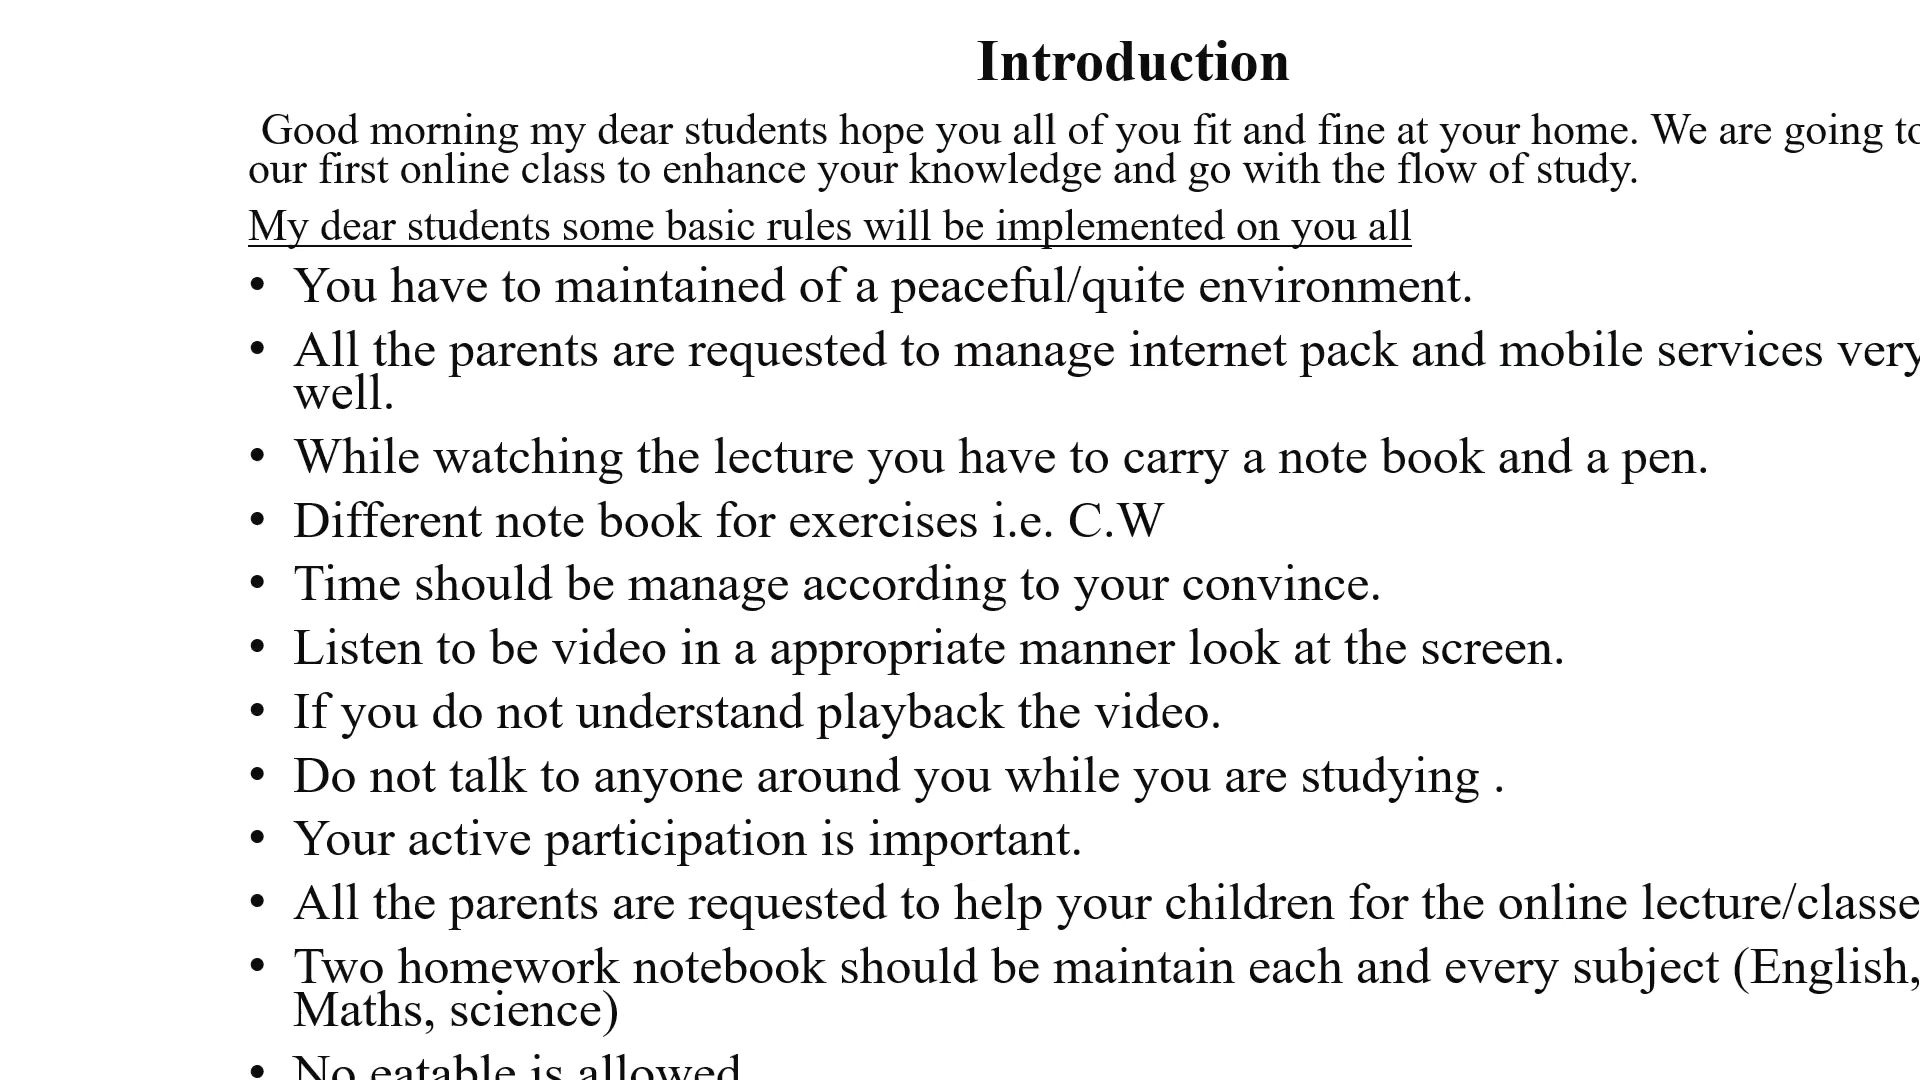 Introduction
Good morning my dear students hope you all of you fit and fine at your home. We are going to
our first online class to enhance your knowledge and go with the flow of study.
My dear students some basic rules will be implemented on you all
• You have to maintained of a peaceful/quite environment.
• All the parents are requested to manage internet pack and mobile services very
well.
• While watching the lecture you have to carry a note book and a pen.
• Different note book for exercises i.e. C.W
• Time should be manage according to your convince.
• Listen to be video in a appropriate manner look at the screen.
• If you do not understand playback the video.
• Do not talk to anyone around you while you are studying .
• Your active participation is important.
• All the parents are requested to help your children for the online lecture/classe
• Two homework notebook should be maintain each and every subject (English,
Maths, science)
• No eatable is allowed